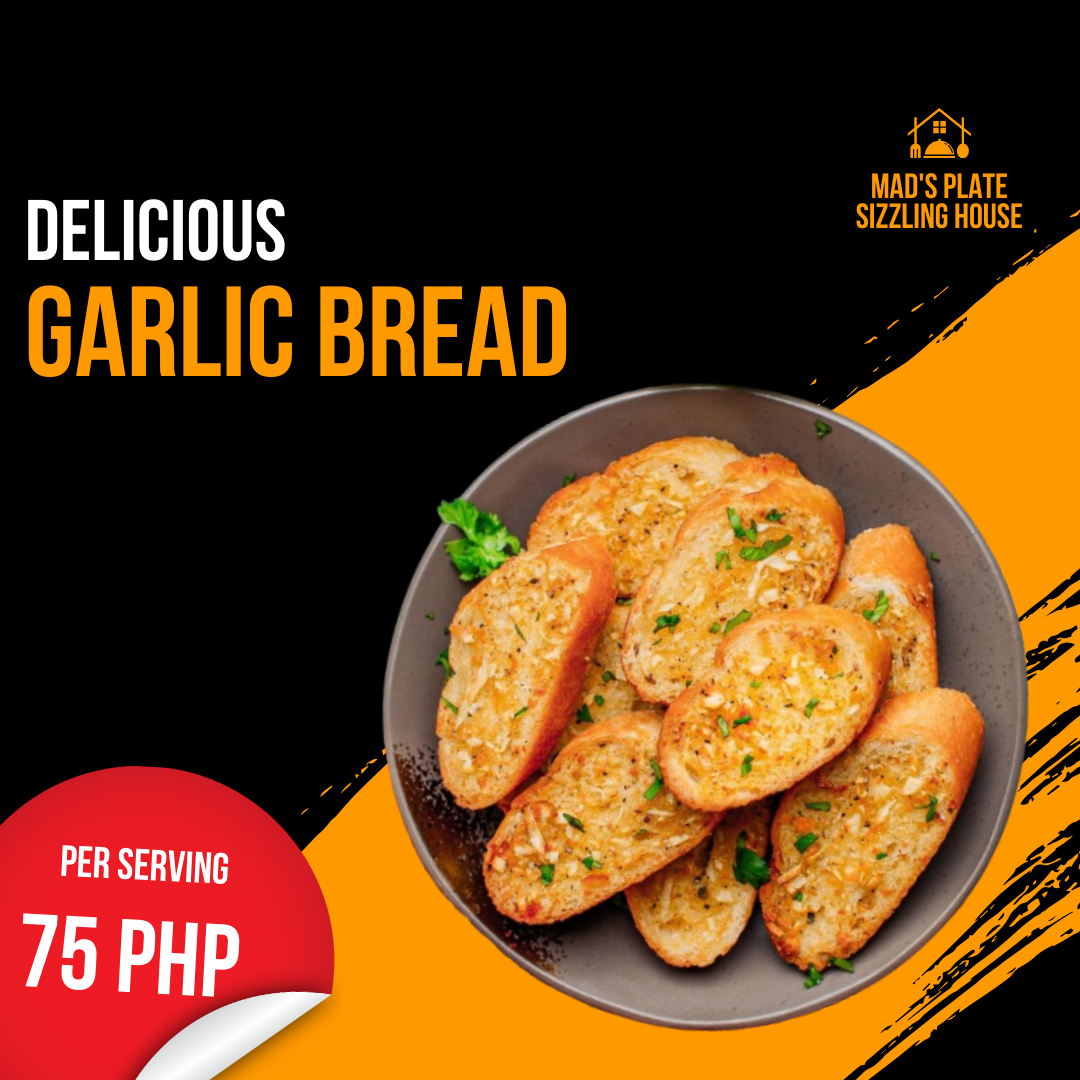 MAD'S PLATE
SIZZLING HOUSE
DELICIOUS
GARLIC BREAD
PER SERVING
75 PHP